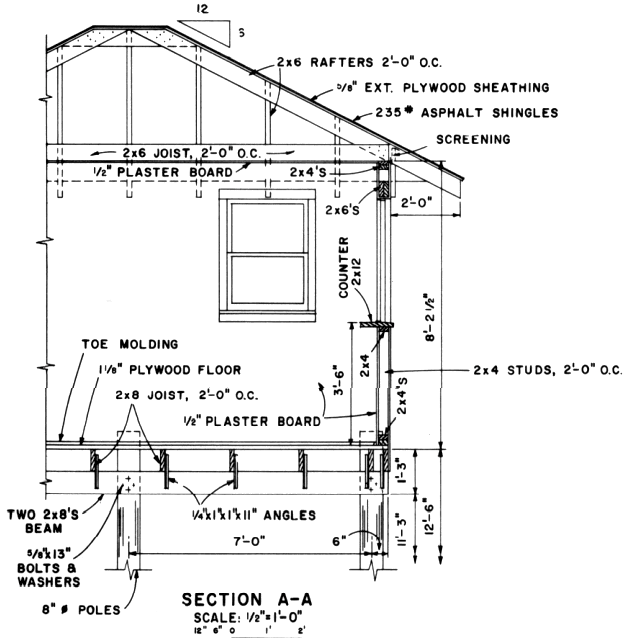 12
6
2x6 RAFTERS 2'-0" O.C.
5/8" EXT. PLYWOOD SHEATHING
235# ASPHALT SHINGLES
SCREENING
2x6 JOIST, 2'-0" O.C.
1/2" PLASTER BOARD
2x4'S
2x6'S
2'-0"
COUNTER
2x12
8'-2 1/2"
TOE MOLDING
1 1/8" PLYWOOD FLOOR
2x8 JOIST, 2'-0" O.C.
1/2" PLASTER BOARD
3'-6"
2x4
2x4'S
2x4 STUDS, 2'-0" O.C.
1'-3"
TWO 2x8'S
BEAM
1/4"x1"x1"x11" ANGLES
11'-3"
12'-6"
7'-0"
6"
5/8"x13"
BOLTS &
WASHERS
8" ø POLES
SECTION A-A
SCALE: 1/2"=1'-0"
12" 6" 0 1' 2'